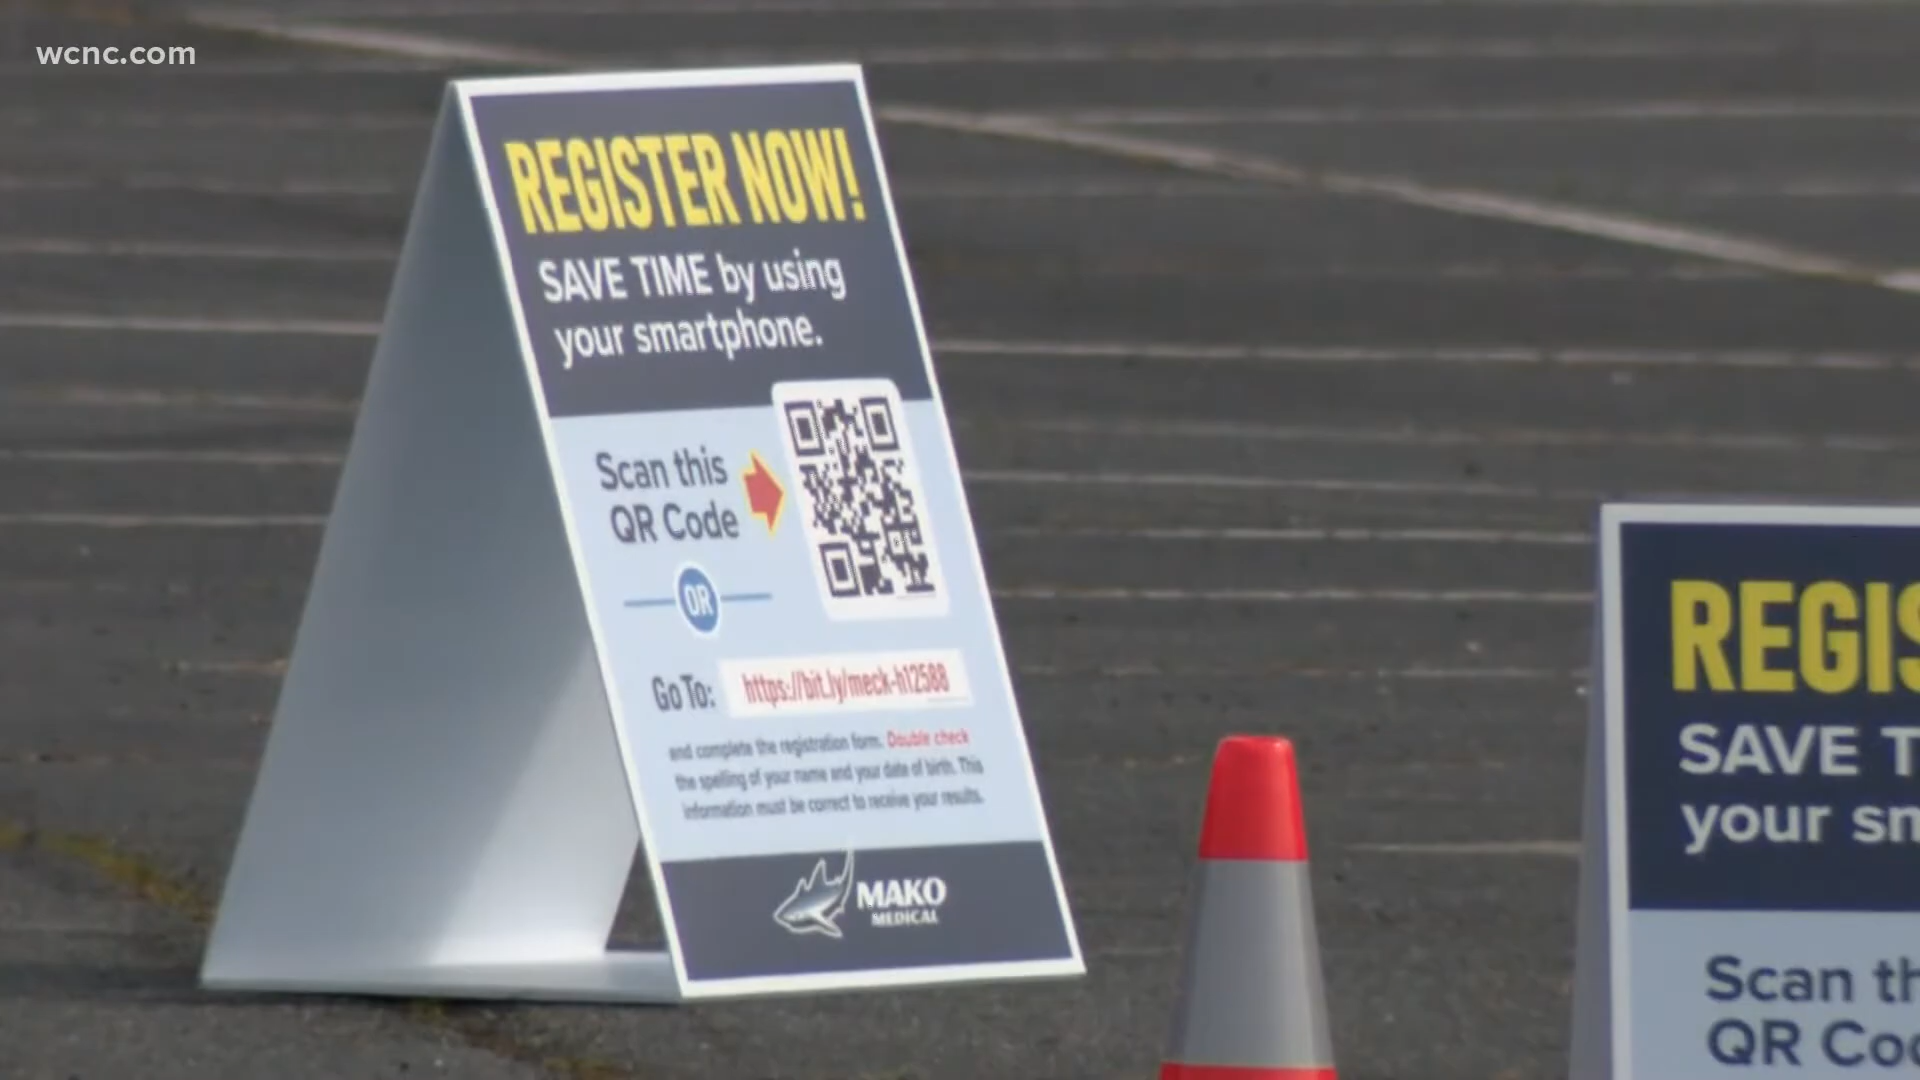 wcnc.com
REGISTER NOW!
SAVE TIME by using
your smartphone.
Scan this
QR Code
OR
Go To: https://bit.ly/meck-h12588
and complete the registration form. Double check
the spelling of your name and your date of birth. This
information must be correct to receive your results.
MAKO
MEDICAL
REGIS
SAVE T
your sm
Scan th
QR Cod